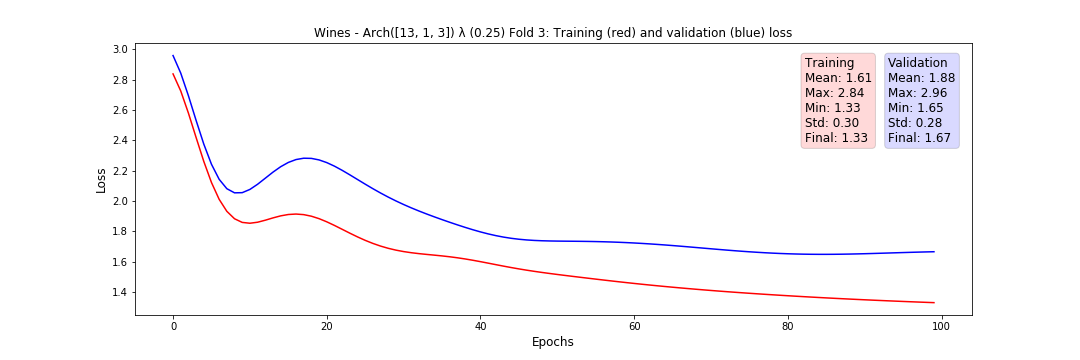 Wines - Arch([13, 1, 3]) λ (0.25) Fold 3: Training (red) and validation (blue) loss
Training
Mean: 1.61
Max: 2.84
Min: 1.33
Std: 0.30
Final: 1.33
Validation
Mean: 1.88
Max: 2.96
Min: 1.65
Std: 0.28
Final: 1.67
Loss
3.0
2.8
2.6
2.4
2.2
2.0
1.8
1.6
1.4
0 20 40 60 80 100
Epochs